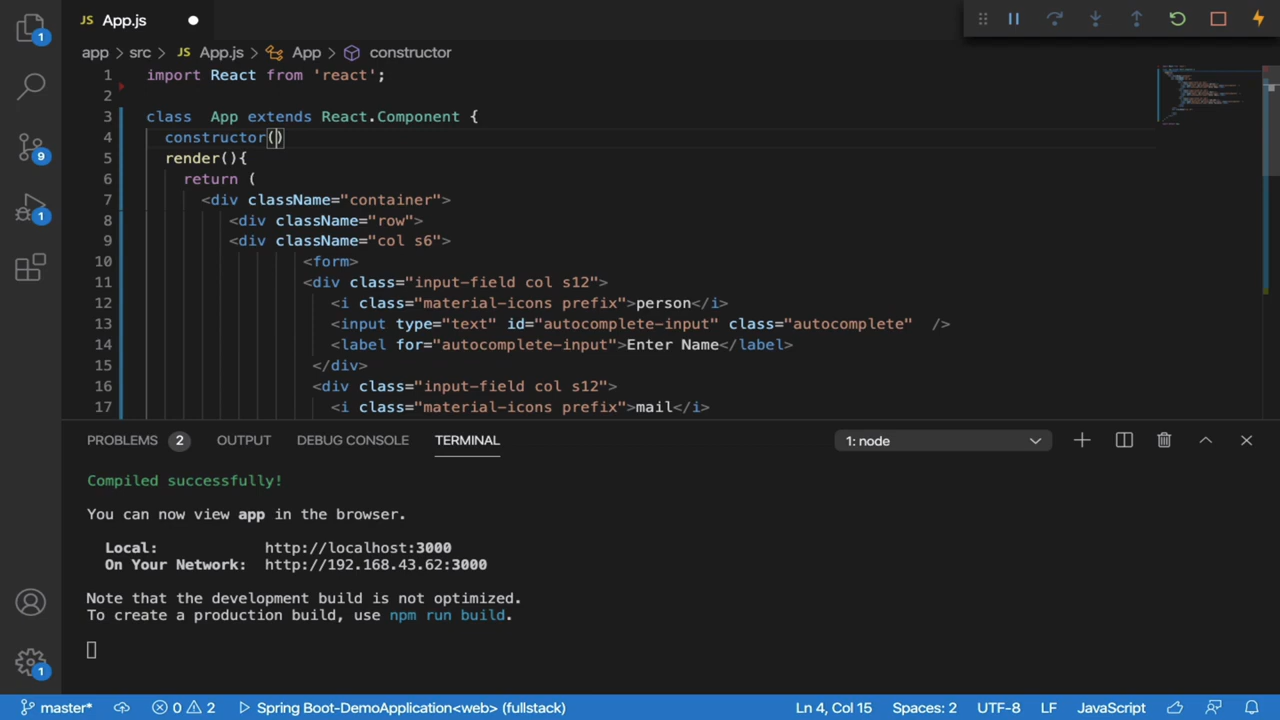 1
JS App.js
app > src > JS App.js > App > constructor
1 import React from 'react';
2
3 class  App extends React.Component {
4 constructor()
5 render(){
6 return (
7 <div className="container">
8 <div className="row">
9 <div className="col s6">
10 <form>
11 <div class="input-field col s12">
12 <i class="material-icons prefix">person</i>
13 <input type="text" id="autocomplete-input" class="autocomplete"  />
14 <label for="autocomplete-input">Enter Name</label>
15 </div>
16 <div class="input-field col s12">
17 <i class="material-icons prefix">mail</i>
9
1
PROBLEMS 2 OUTPUT DEBUG CONSOLE TERMINAL 1: node
Compiled successfully!
You can now view app in the browser.
Local: http://localhost:3000
On Your Network: http://192.168.43.62:3000
Note that the development build is not optimized.
To create a production build, use npm run build.
1
master* 0 2 Spring Boot-DemoApplication<web> (fullstack) Ln 4, Col 15 Spaces: 2 UTF-8 LF JavaScript